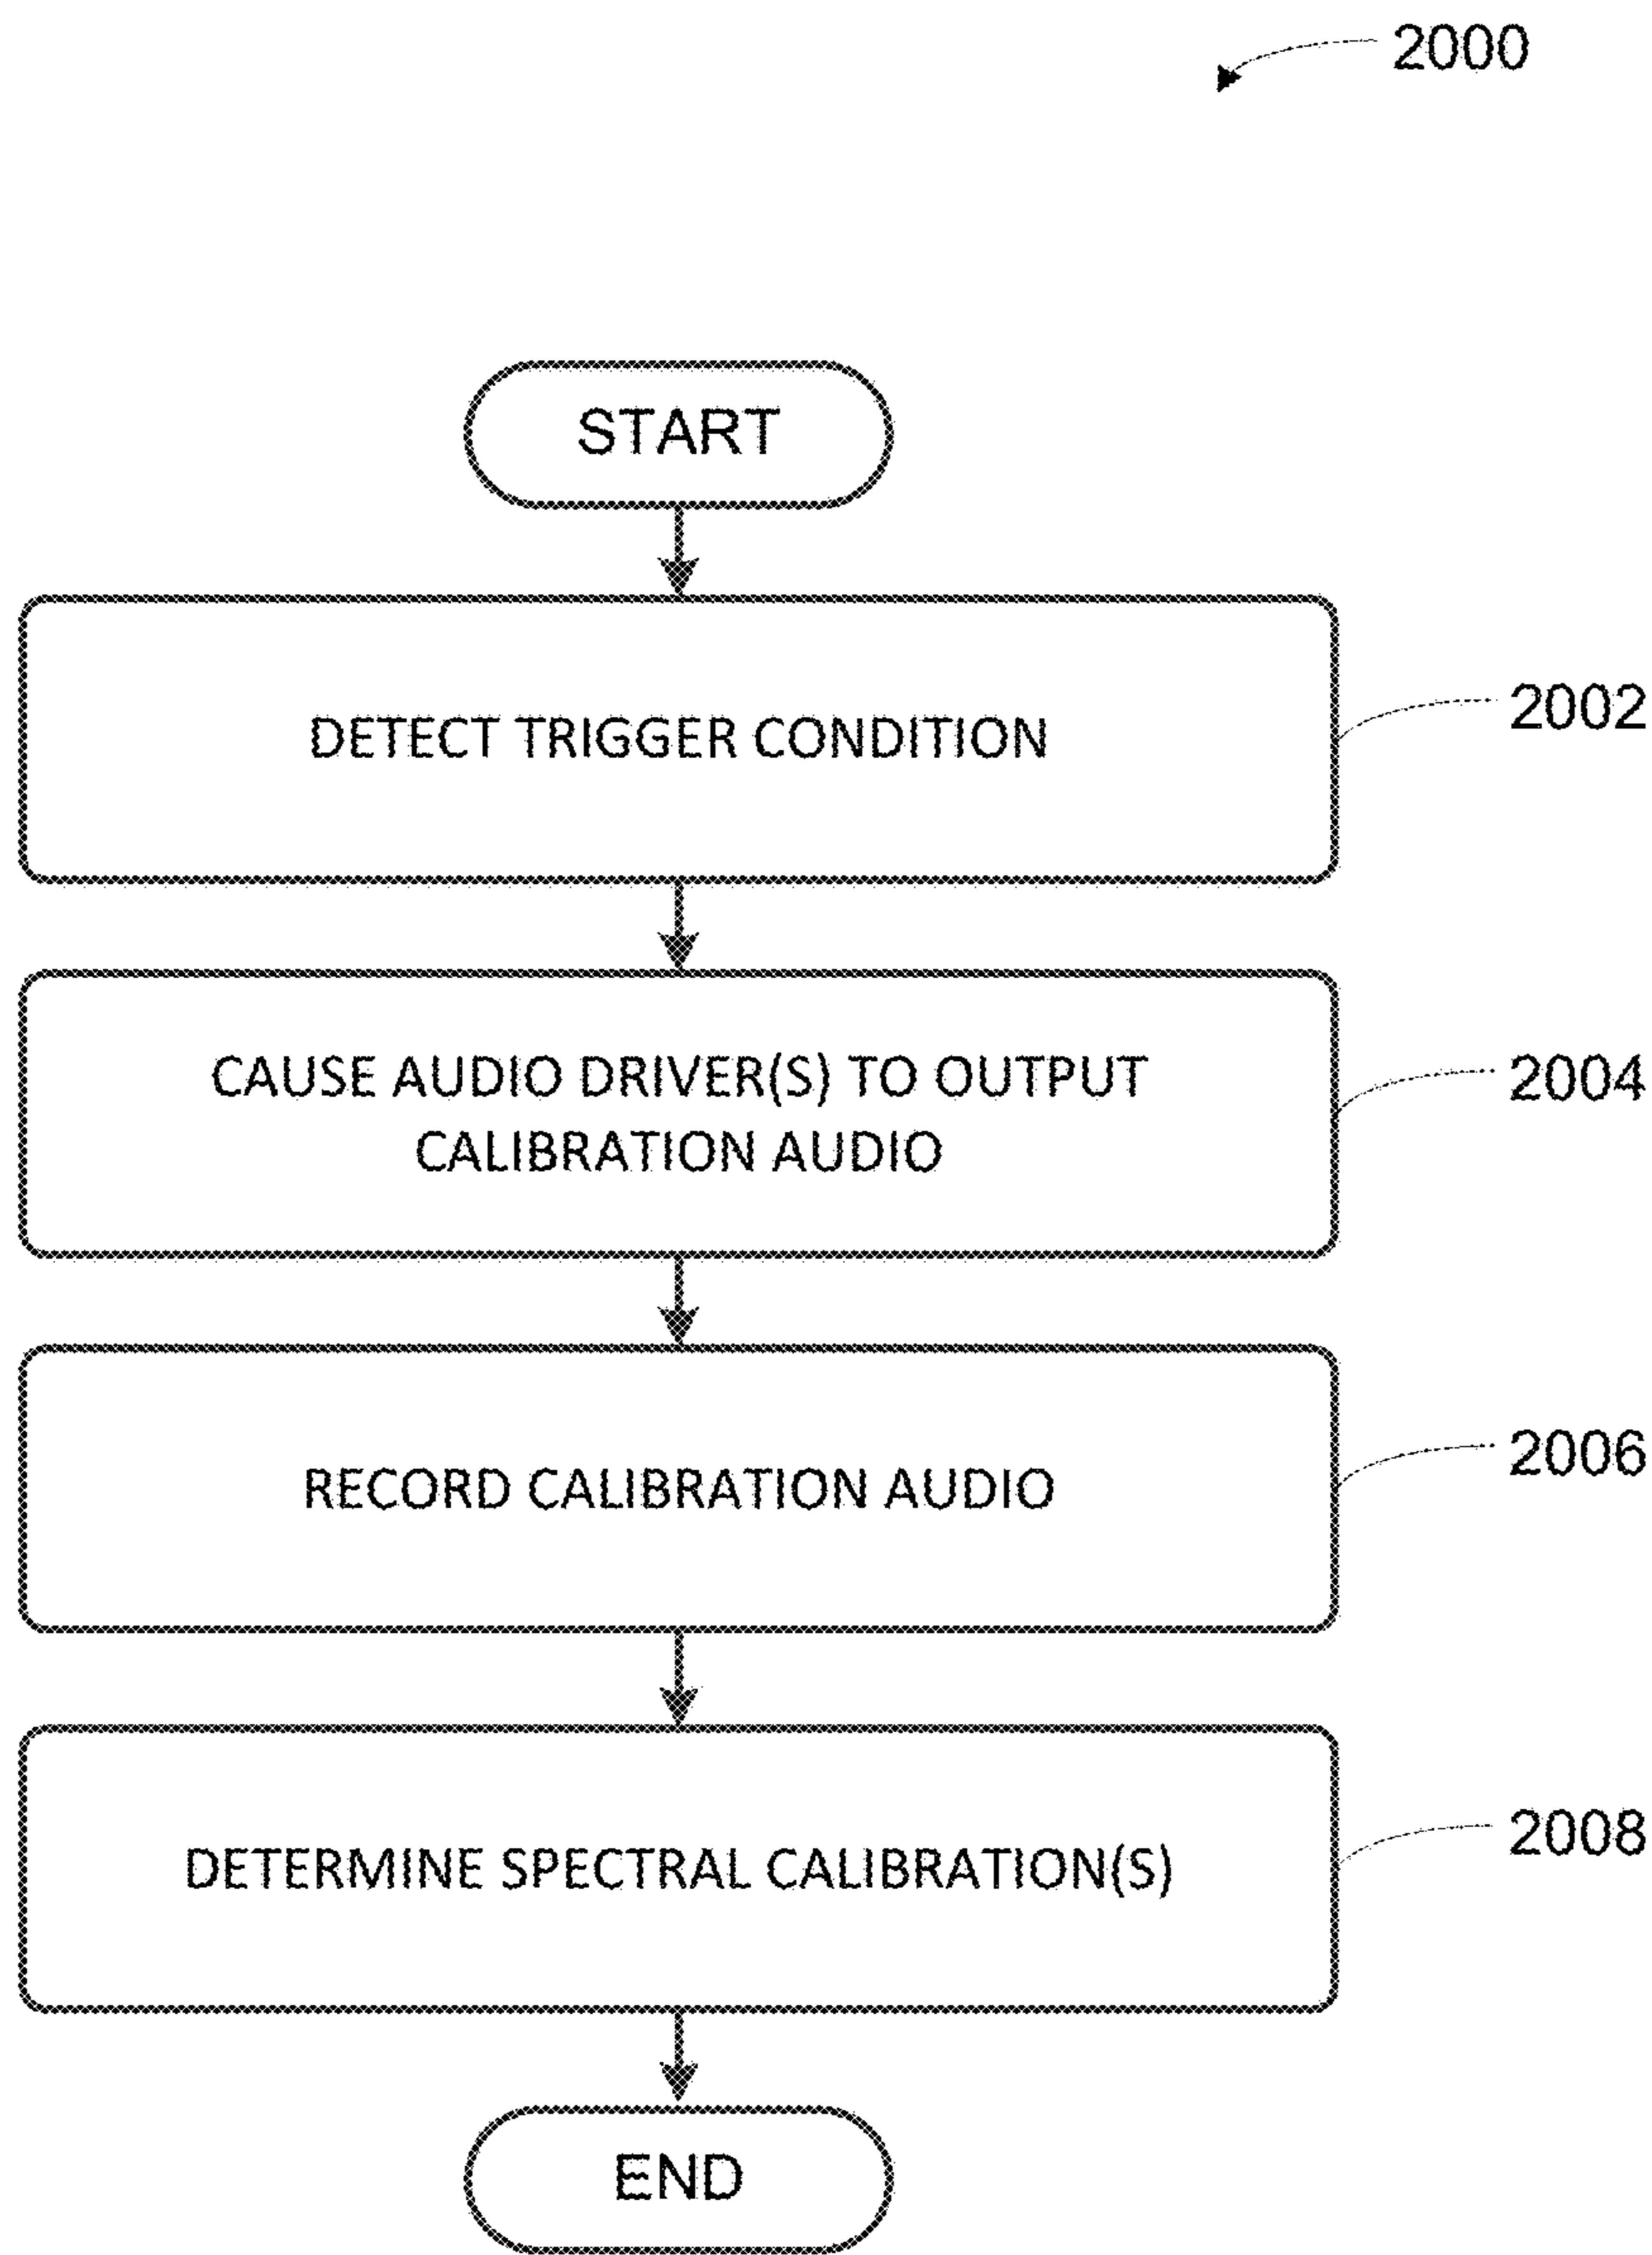 2000
START
DETECT TRIGGER CONDITION
2002
CAUSE AUDIO DRIVER(S) TO OUTPUT
CALIBRATION AUDIO
2004
RECORD CALIBRATION AUDIO
2006
DETERMINE SPECTRAL CALIBRATION(S)
2008
END